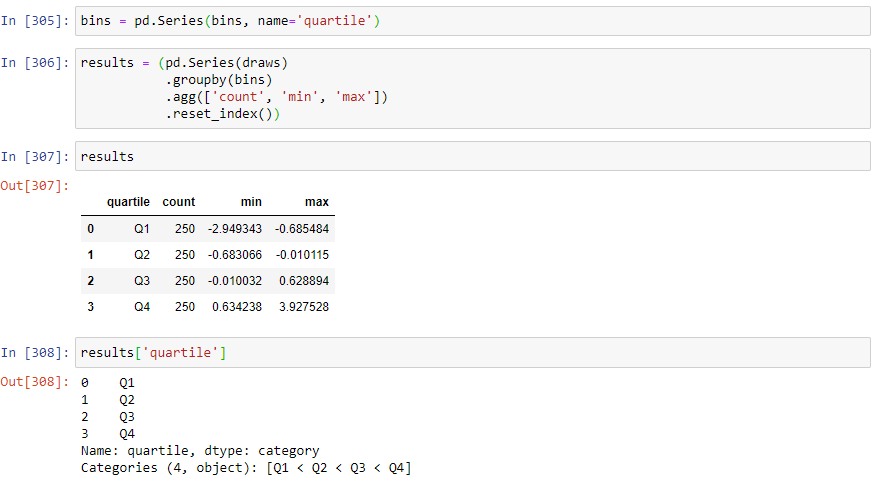 In [305]: bins = pd.Series(bins, name='quartile')
In [306]: results = (pd.Series(draws)
.groupby(bins)
.agg(['count', 'min', 'max'])
.reset_index())
In [307]: results
Out[307]:
quartile count min max
0 Q1 250 -2.949343 -0.685484
1 Q2 250 -0.683066 -0.010115
2 Q3 250 -0.010032 0.628894
3 Q4 250 0.634238 3.927528
In [308]: results['quartile']
Out[308]: 0 Q1
1 Q2
2 Q3
3 Q4
Name: quartile, dtype: category
Categories (4, object): [Q1 < Q2 < Q3 < Q4]